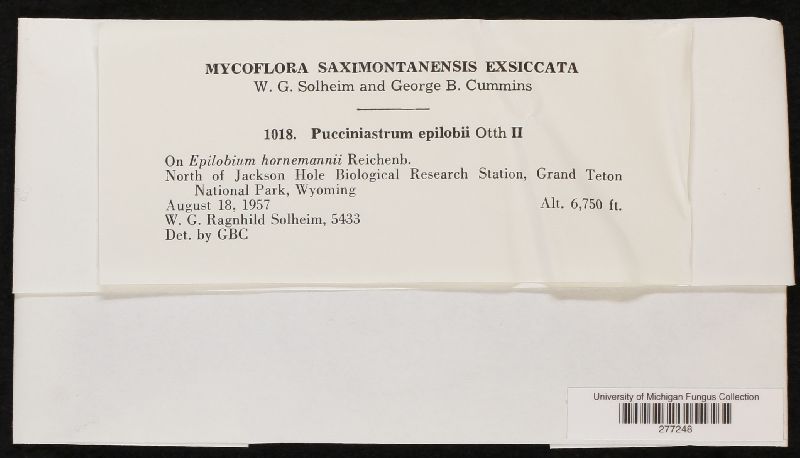 MYCOFLORA SAXIMONTANENSIS EXSICCATA
W. G. Solheim and George B. Cummins
1018. Pucciniastrum epilobii Otth II
On Epilobium hornemannii Reichenb.
North of Jackson Hole Biological Research Station, Grand Teton
National Park, Wyoming
August 18, 1957 Alt. 6,750 ft.
W. G. Ragnhild Solheim, 5433
Det. by GBC
University of Michigan Fungus Collection
277248